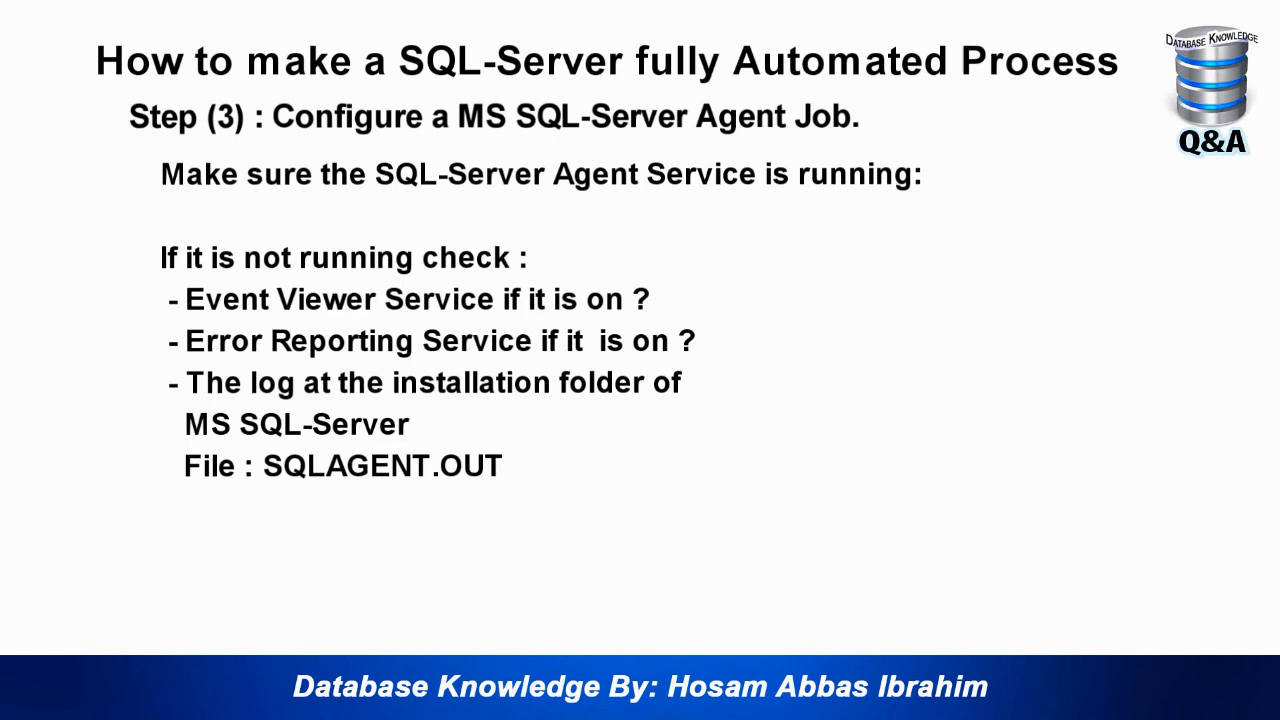 How to make a SQL-Server fully Automated Process
DATABASE KNOWLEDGE
Q&A
Step (3) : Configure a MS SQL-Server Agent Job.
Make sure the SQL-Server Agent Service is running:
If it is not running check :
- Event Viewer Service if it is on ?
- Error Reporting Service if it is on ?
- The log at the installation folder of
MS SQL-Server
File : SQLAGENT.OUT
Database Knowledge By: Hosam Abbas Ibrahim